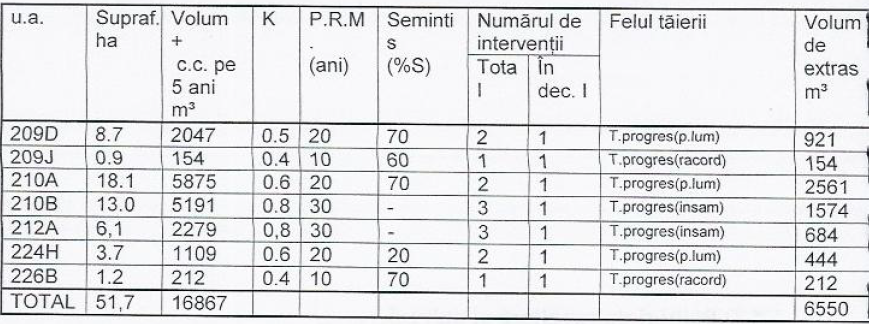 u.a. Supraf. ha Volum + c.c. pe 5 ani m³ K P.R.M. (ani) Semintis (%S) Numărul de intervenții Total În dec. I Felul tăierii Volum de extras m³
209D 8.7 2047 0.5 20 70 2 1 T.progres(p.lum) 921
209J 0.9 154 0.4 10 60 1 1 T.progres(racord) 154
210A 18.1 5875 0.6 20 70 2 1 T.progres(p.lum) 2561
210B 13.0 5191 0.8 30 - 3 1 T.progres(insam) 1574
212A 6,1 2279 0,8 30 - 3 1 T.progres(insam) 684
224H 3.7 1109 0.6 20 20 2 1 T.progres(p.lum) 444
226B 1.2 212 0.4 10 70 1 1 T.progres(racord) 212
TOTAL 51,7 16867 6550